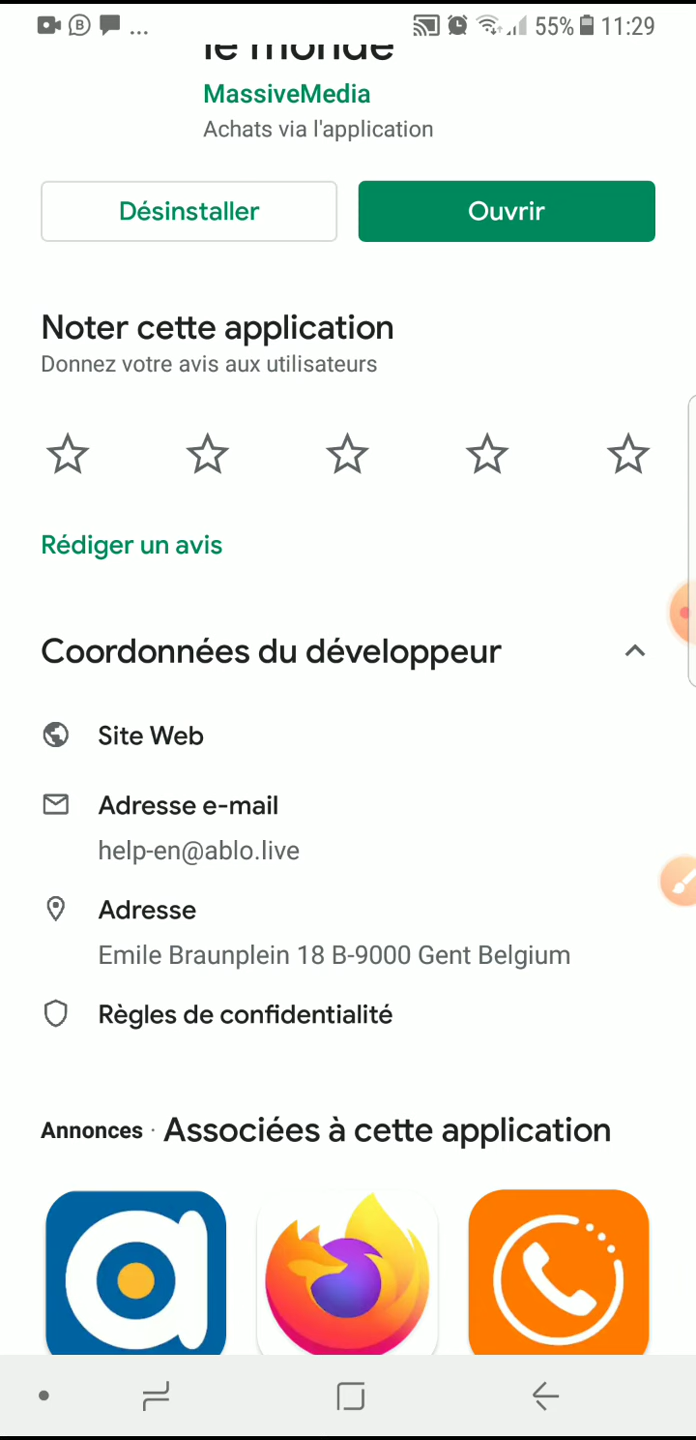 55% 11:29
le monde
MassiveMedia
Achats via l'application
Désinstaller
Ouvrir
Noter cette application
Donnez votre avis aux utilisateurs
Rédiger un avis
Coordonnées du développeur
Site Web
Adresse e-mail
help-en@ablo.live
Adresse
Emile Braunplein 18 B-9000 Gent Belgium
Règles de confidentialité
Annonces · Associées à cette application